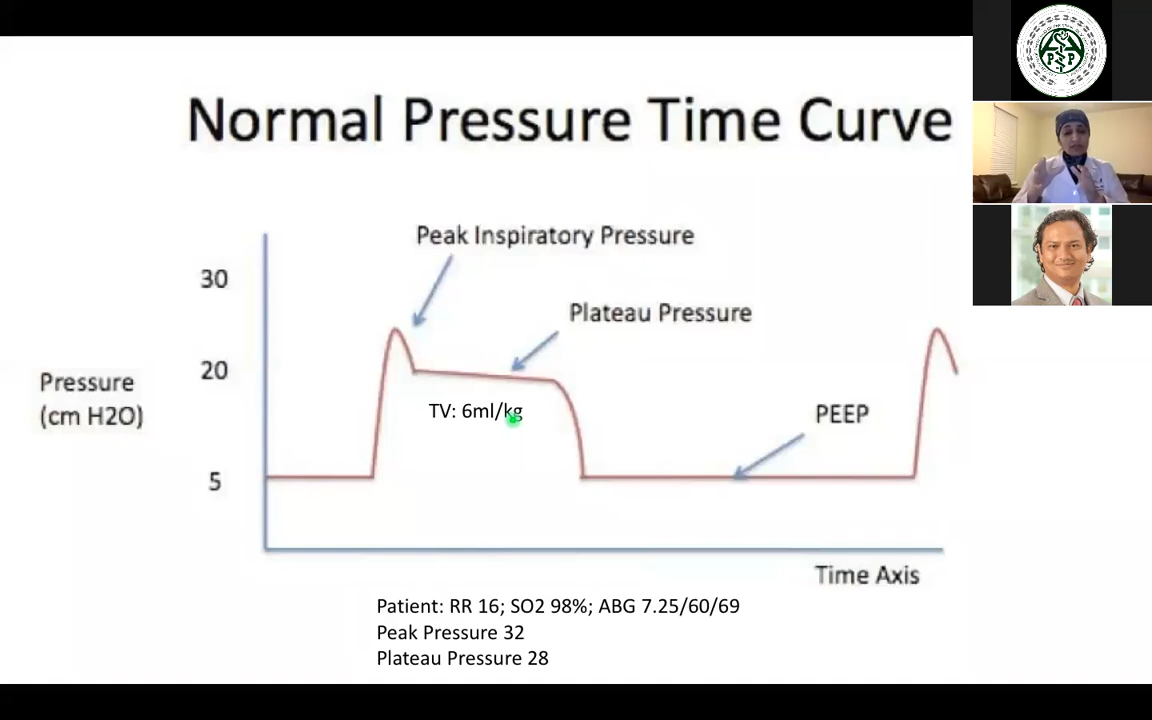 Normal Pressure Time Curve
Peak Inspiratory Pressure
30
Plateau Pressure
20
Pressure
(cm H2O)
TV: 6ml/kg
PEEP
5
Time Axis
Patient: RR 16; SO2 98%; ABG 7.25/60/69
Peak Pressure 32
Plateau Pressure 28
P P